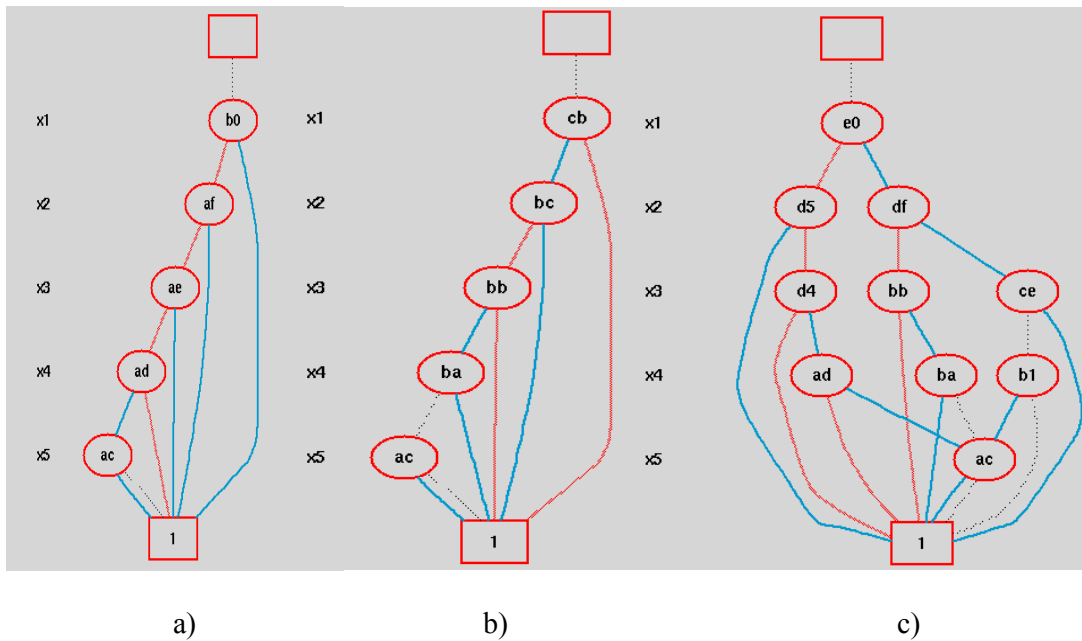 x1 b0 x1 cb x1 e0
x2 af x2 bc x2 d5 df
x3 ae x3 bb x3 d4 bb ce
x4 ad x4 ba x4 ad ba b1
x5 ac x5 ac x5 ac
1 1 1
a) b) c)